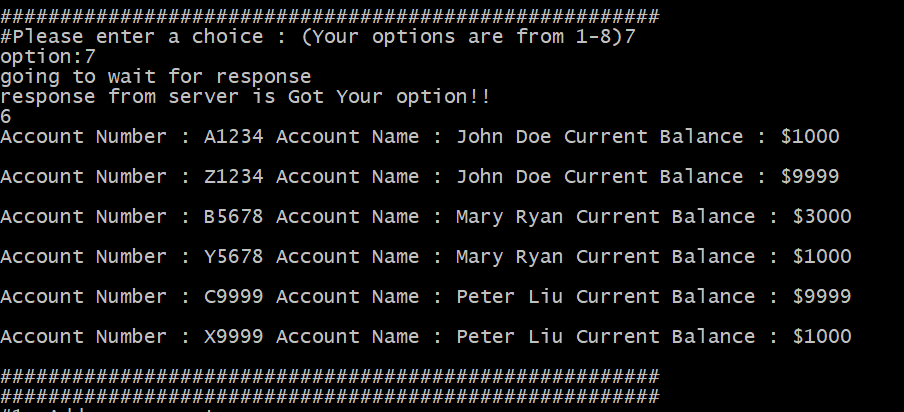 #######################################################
#Please enter a choice : (Your options are from 1-8)7
option:7
going to wait for response
response from server is Got Your option!!
6
Account Number : A1234 Account Name : John Doe Current Balance : $1000
Account Number : Z1234 Account Name : John Doe Current Balance : $9999
Account Number : B5678 Account Name : Mary Ryan Current Balance : $3000
Account Number : Y5678 Account Name : Mary Ryan Current Balance : $1000
Account Number : C9999 Account Name : Peter Liu Current Balance : $9999
Account Number : X9999 Account Name : Peter Liu Current Balance : $1000
#######################################################
#######################################################